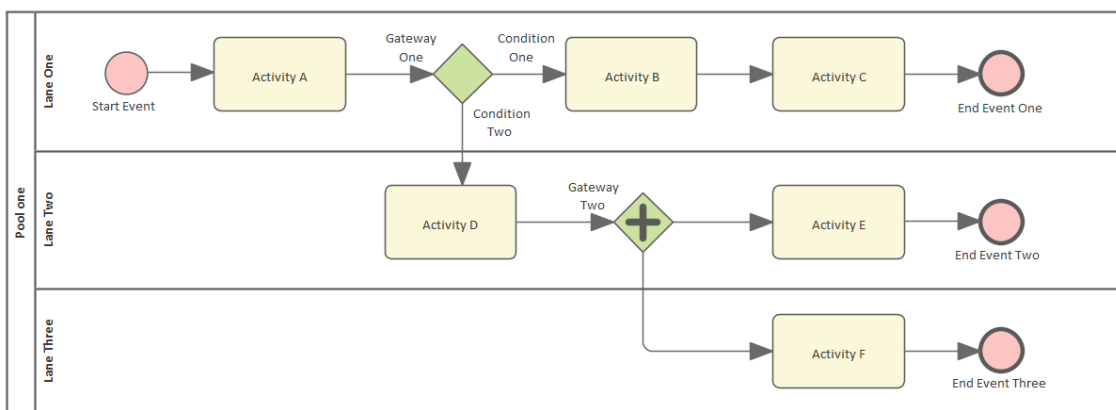 Pool one
Lane One
Start Event
Activity A
Gateway
One
Condition
One
Condition
Two
Activity B
Activity C
End Event One
Lane Two
Activity D
Gateway
Two
Activity E
End Event Two
Lane Three
Activity F
End Event Three